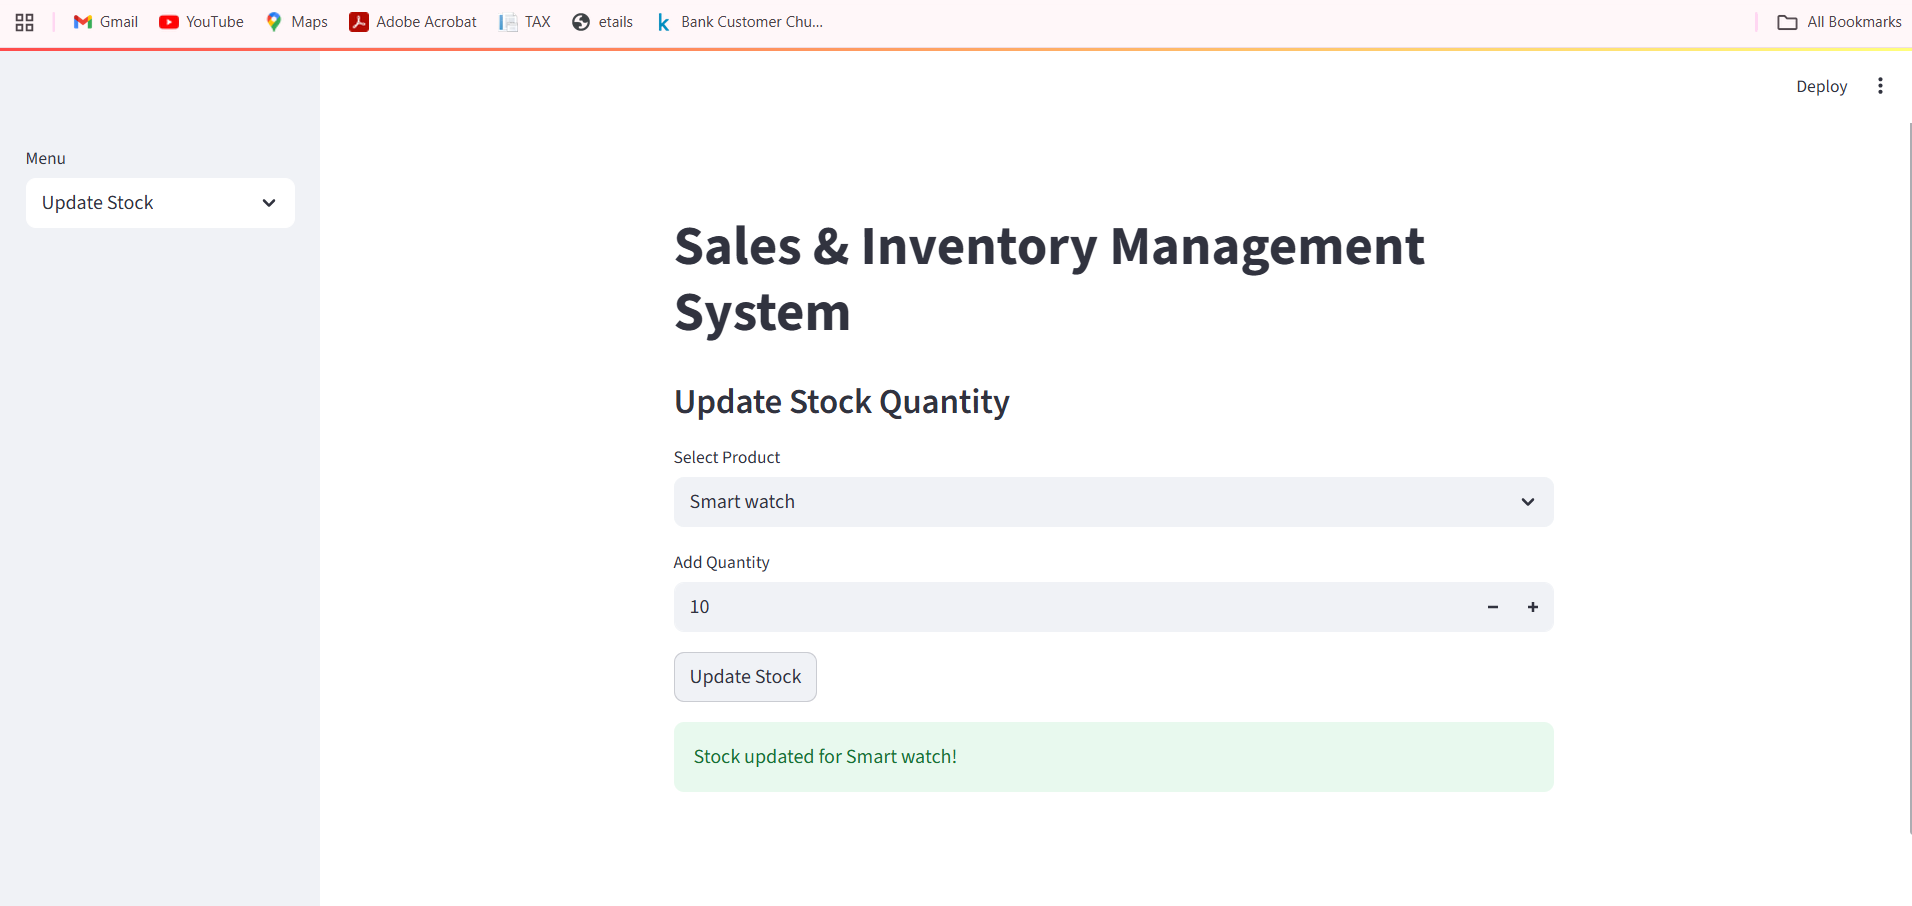 Gmail
YouTube
Maps
Adobe Acrobat
TAX
etails
Bank Customer Chu...
All Bookmarks
Deploy
Menu
Update Stock
Sales & Inventory Management
System
Update Stock Quantity
Select Product
Smart watch
Add Quantity
10
Update Stock
Stock updated for Smart watch!